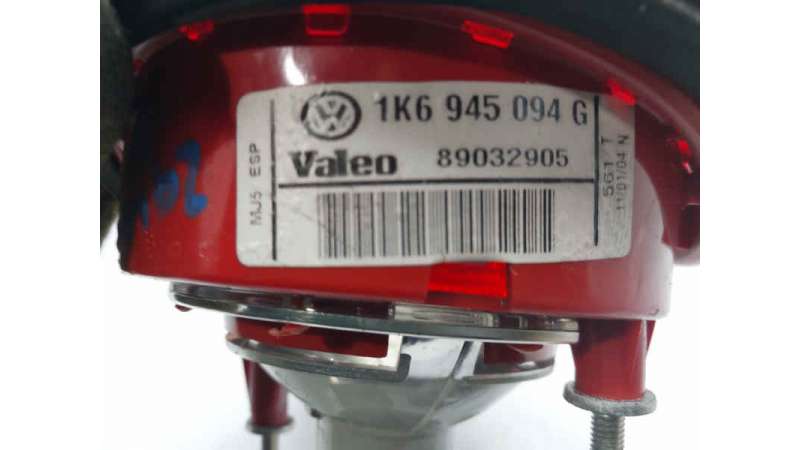 1K6 945 094 G
Valeo 89032905
MJ5 ESP
561 T
11/01/04 N